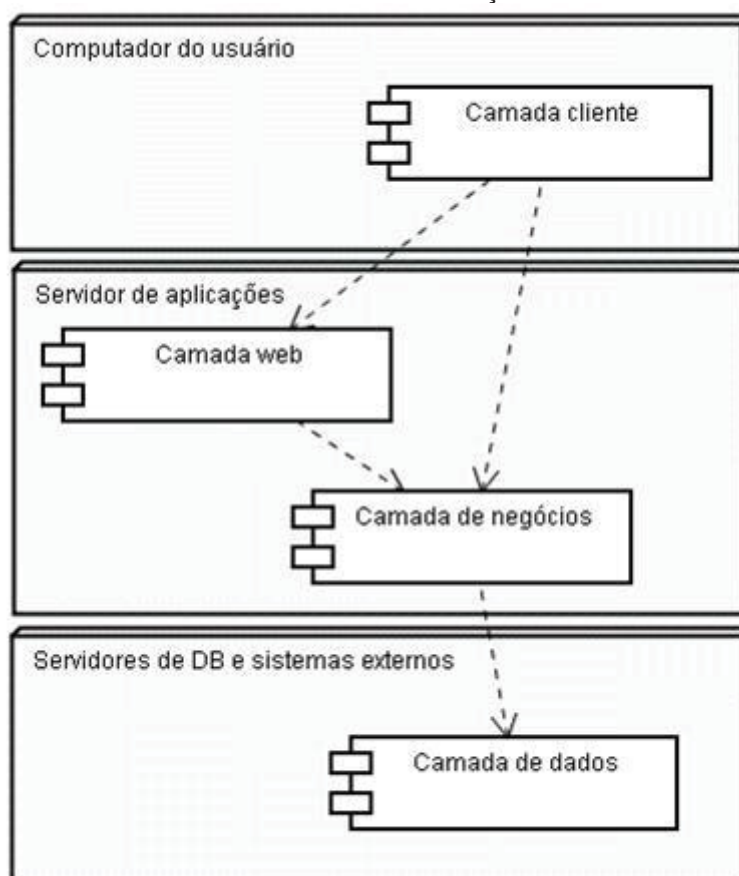 Computador do usuário
Camada cliente
Servidor de aplicações
Camada web
Camada de negócios
Servidores de DB e sistemas externos
Camada de dados